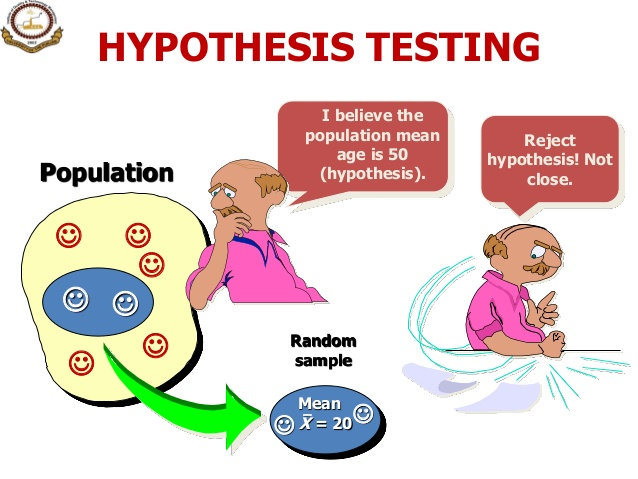 HYPOTHESIS TESTING
I believe the
population mean
age is 50
(hypothesis).
Reject
hypothesis! Not
close.
Population
Random
sample
Mean
X̅ = 20